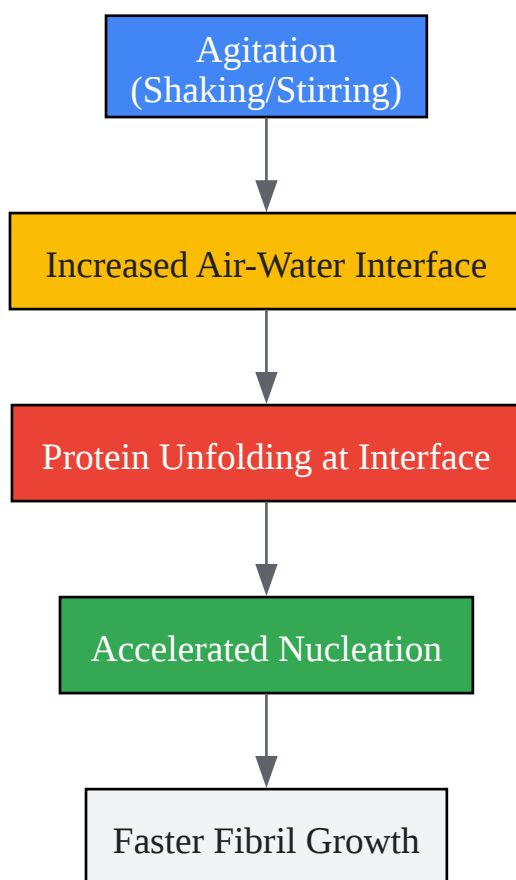 Agitation
(Shaking/Stirring)
Increased Air-Water Interface
Protein Unfolding at Interface
Accelerated Nucleation
Faster Fibril Growth